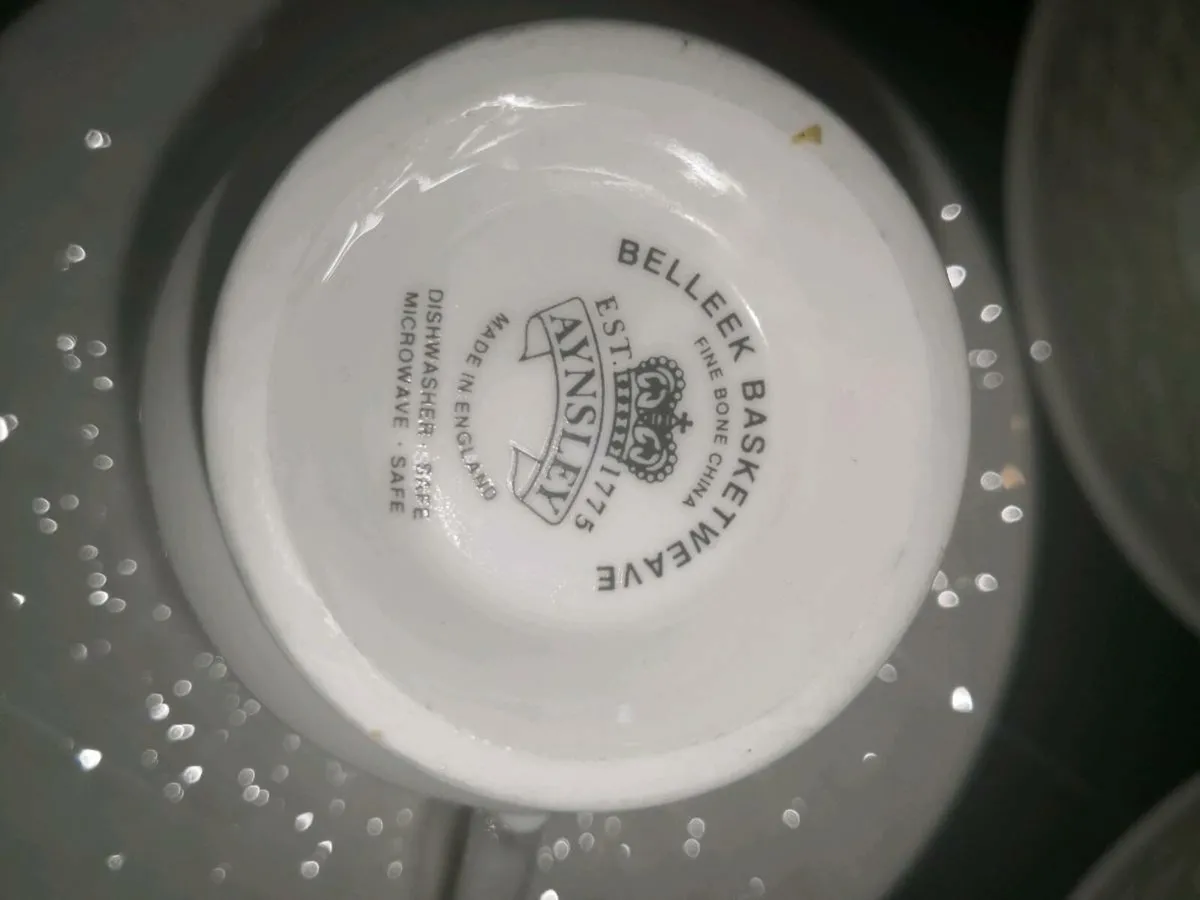 BELLEEK BASKETWEAVE
FINE BONE CHINA
EST. 1775
AYNSLEY
MADE IN ENGLAND
DISHWASHER · SAFE
MICROWAVE · SAFE